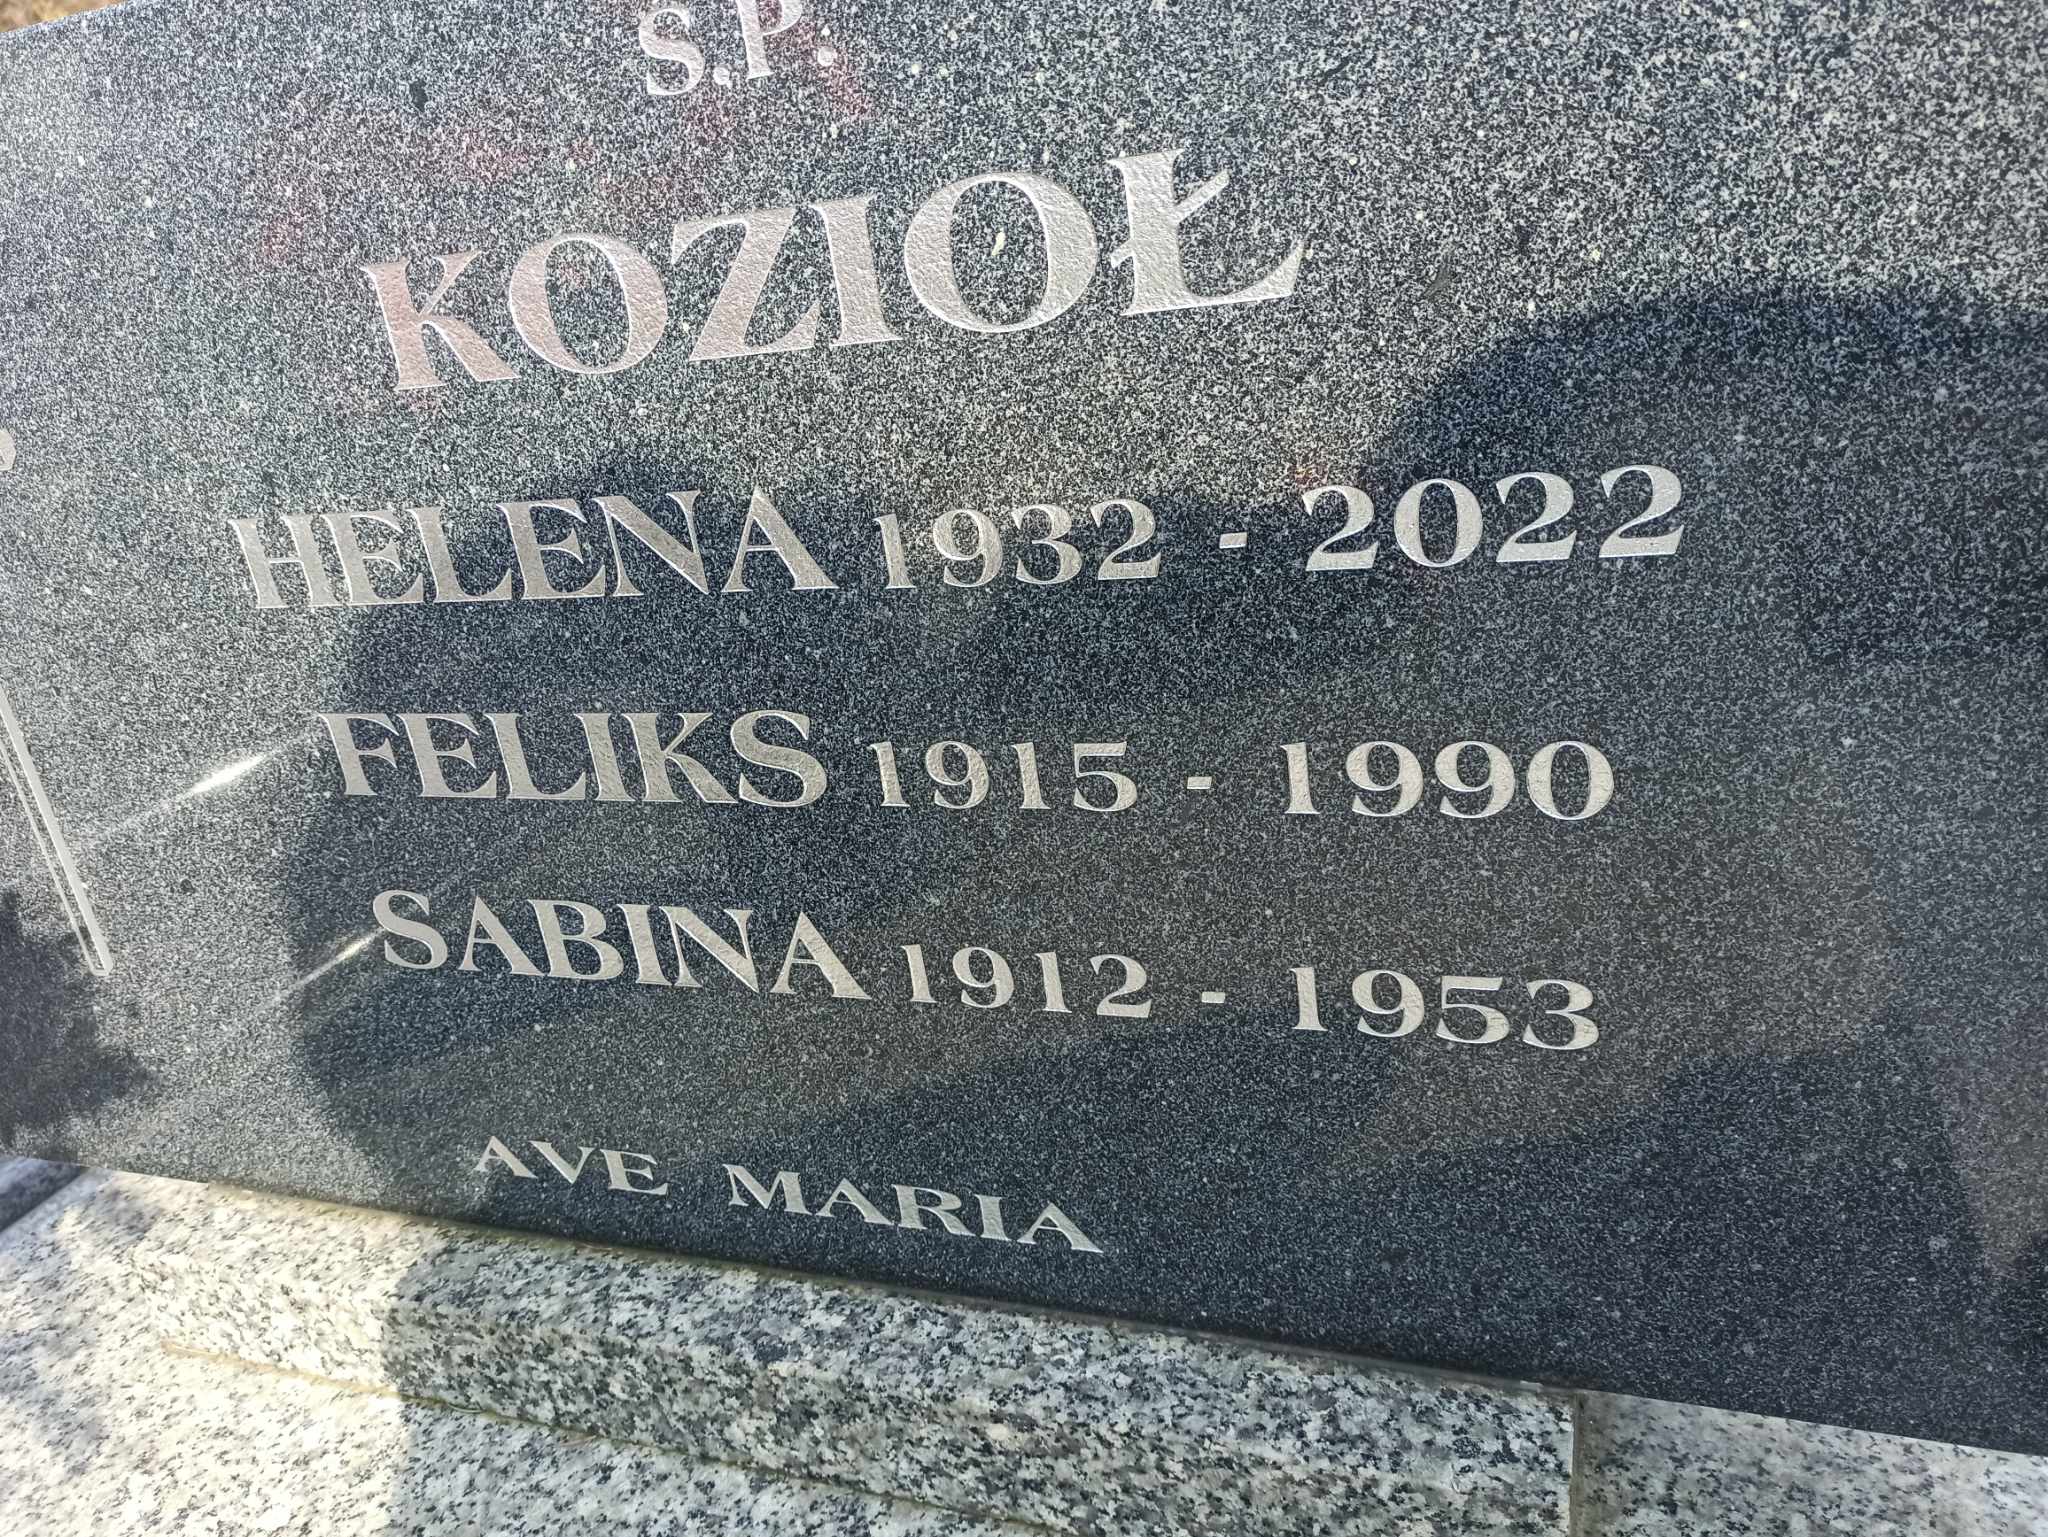 Ś.P.
KOZIOŁ
HELENA 1932 - 2022
FELIKS 1915 - 1990
SABINA 1912 - 1953
AVE MARIA